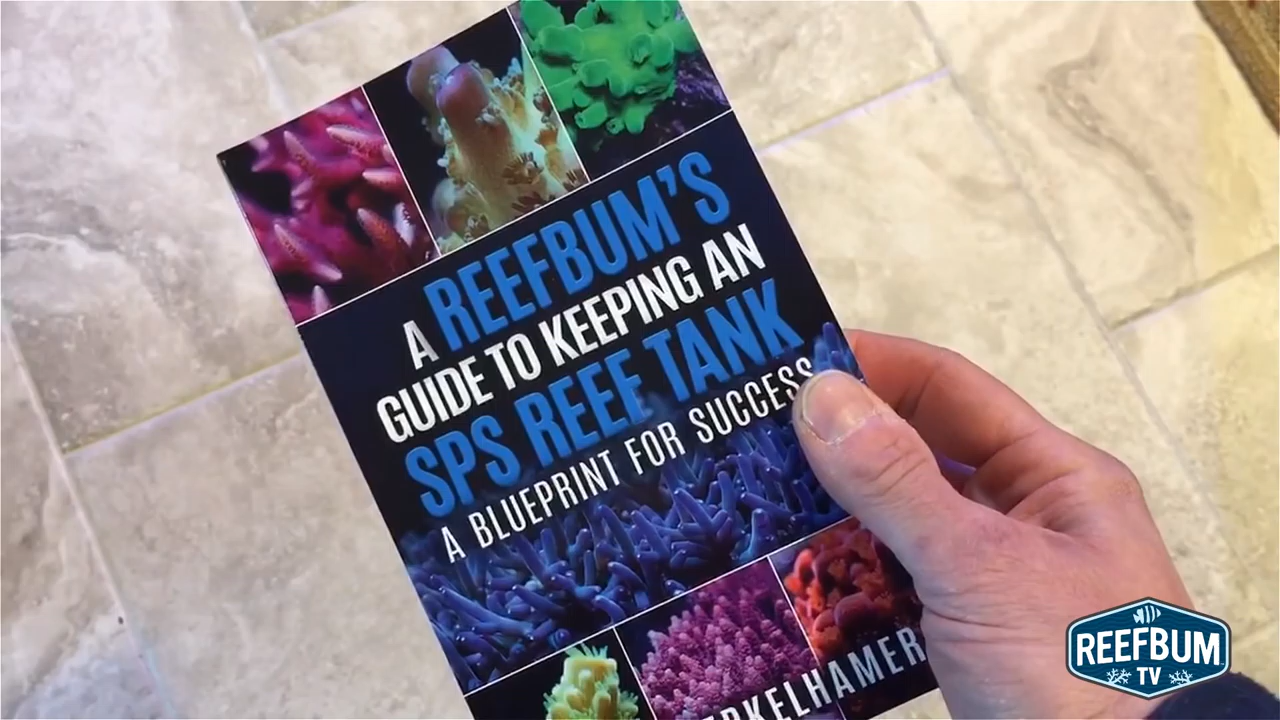 A REEFBUM'S
GUIDE TO KEEPING AN
SPS REEF TANK
A BLUEPRINT FOR SUCCESS
REEFBUM
TV